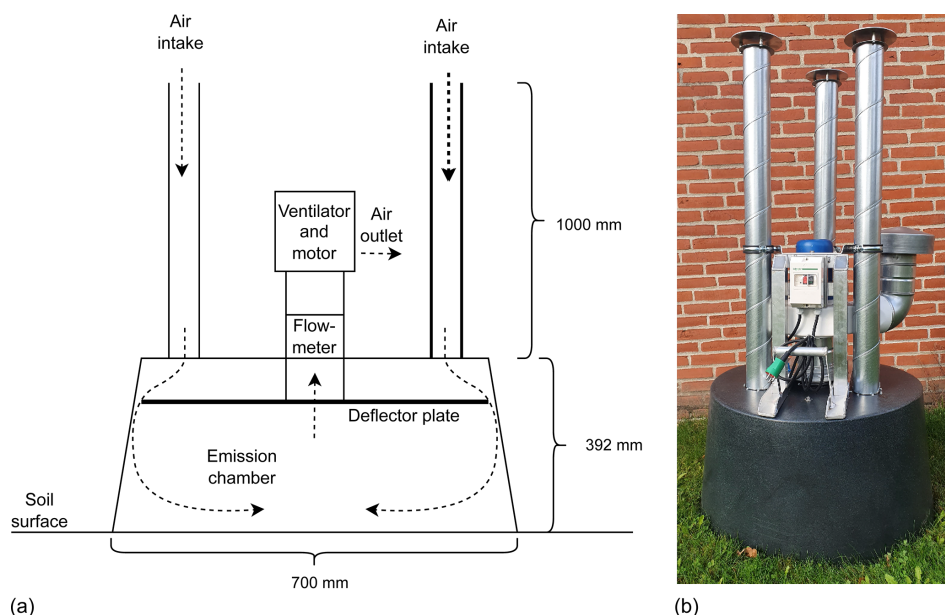 Air
intake
Air
intake
Ventilator
and
motor
Air
outlet
1000 mm
Flow-
meter
Deflector plate
Emission
chamber
392 mm
Soil
surface
700 mm
(a)
(b)